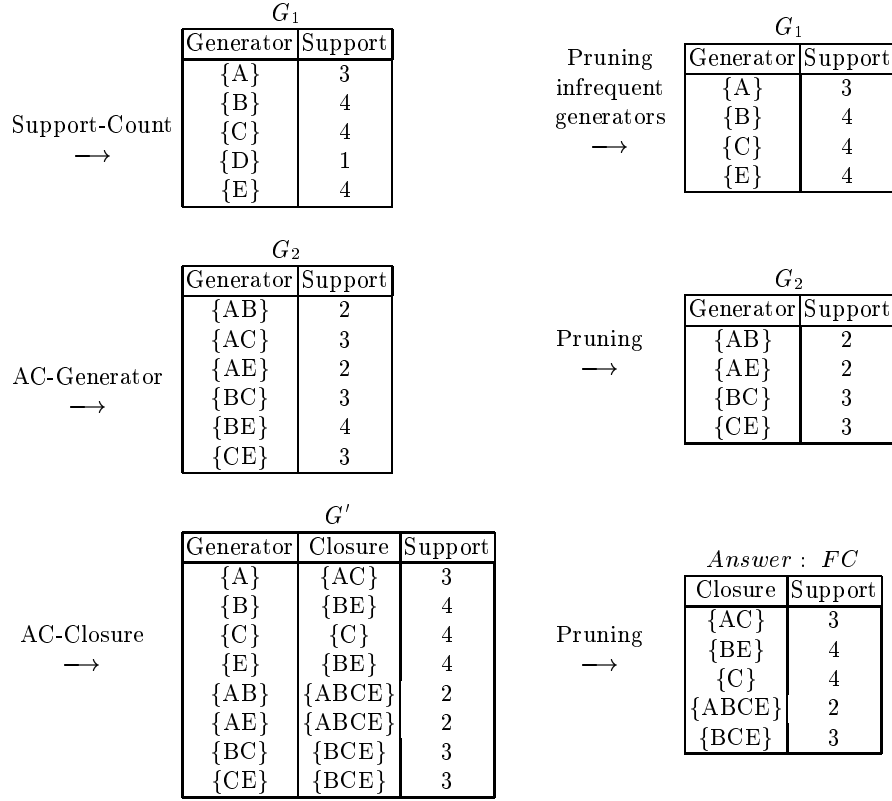 G₁
Support-Count
⟶
Generator Support
{A} 3
{B} 4
{C} 4
{D} 1
{E} 4
Pruning
infrequent
generators
⟶
G₁
Generator Support
{A} 3
{B} 4
{C} 4
{E} 4
AC-Generator
⟶
G₂
Generator Support
{AB} 2
{AC} 3
{AE} 2
{BC} 3
{BE} 4
{CE} 3
Pruning
⟶
G₂
Generator Support
{AB} 2
{AE} 2
{BC} 3
{CE} 3
AC-Closure
⟶
G′
Generator Closure Support
{A} {AC} 3
{B} {BE} 4
{C} {C} 4
{E} {BE} 4
{AB} {ABCE} 2
{AE} {ABCE} 2
{BC} {BCE} 3
{CE} {BCE} 3
Pruning
⟶
Answer : FC
Closure Support
{AC} 3
{BE} 4
{C} 4
{ABCE} 2
{BCE} 3